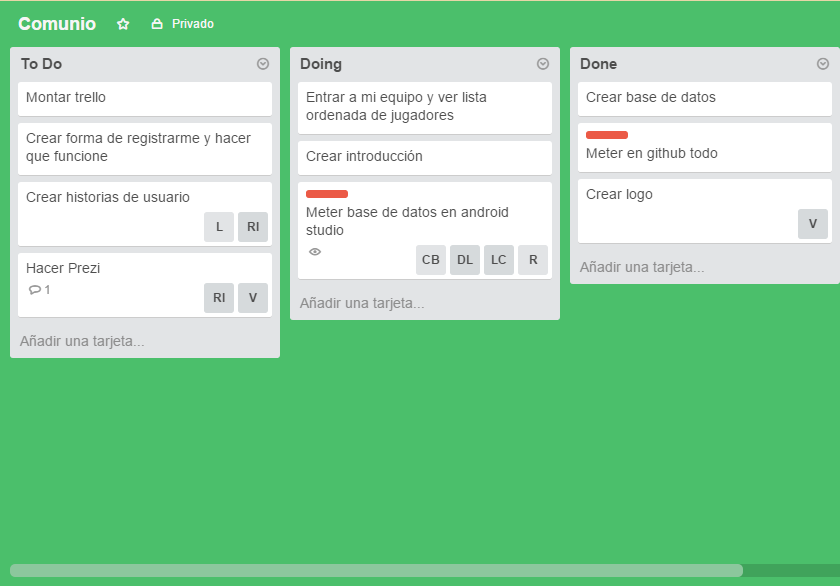 Comunio
Privado
To Do
Montar trello
Crear forma de registrarme y hacer
que funcione
Crear historias de usuario
L RI
Hacer Prezi
1
RI V
Añadir una tarjeta...
Doing
Entrar a mi equipo y ver lista
ordenada de jugadores
Crear introducción
Meter base de datos en android
studio
CB DL LC R
Añadir una tarjeta...
Done
Crear base de datos
Meter en github todo
Crear logo
V
Añadir una tarjeta...